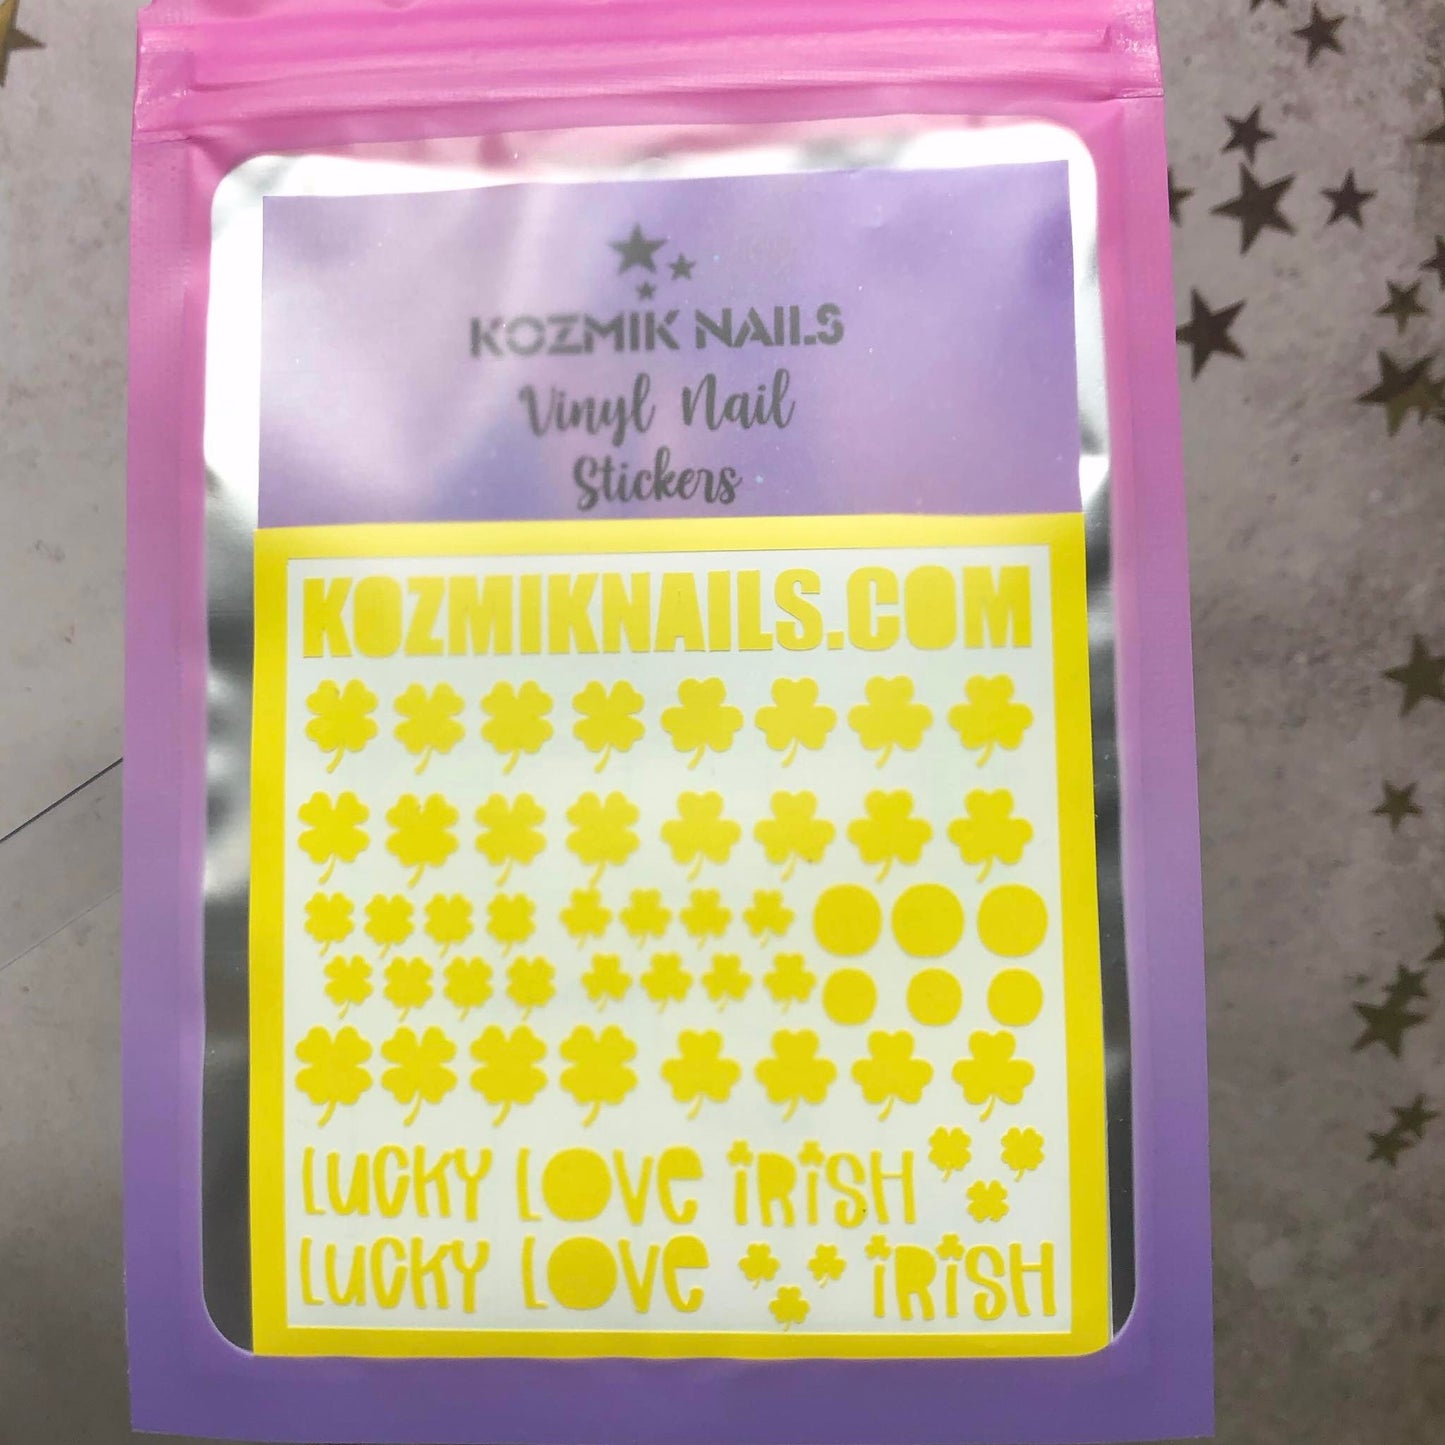 KOZMIK NAILS
Vinyl Nail
Stickers
KOZMIKNAILS.COM
LUCKY LOVE IRISH
LUCKY LOVE IRISH